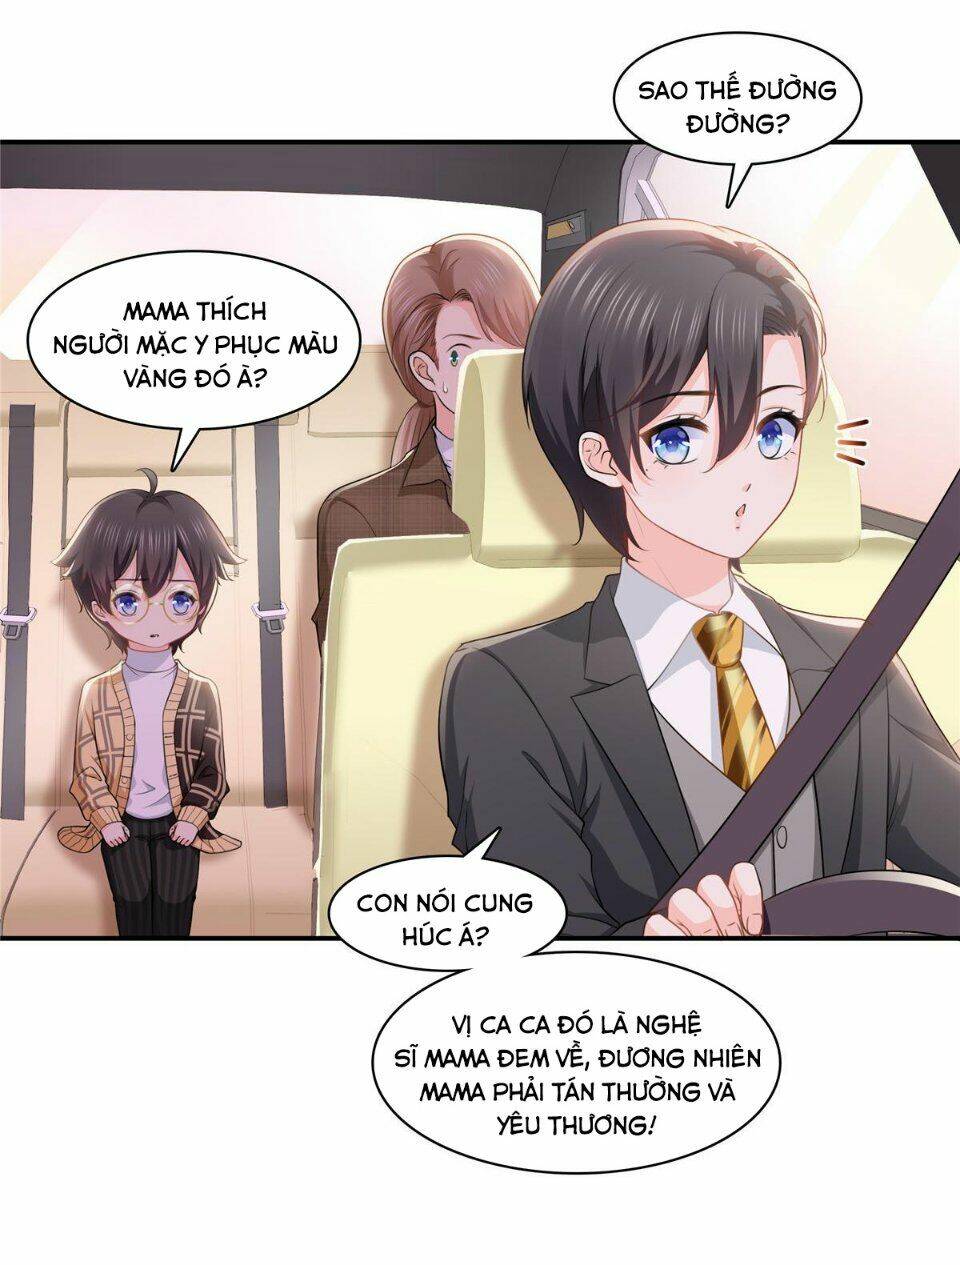 SAO THẾ ĐƯỜNG
ĐƯỜNG?
MAMA THÍCH
NGƯỜI MẶC Y PHỤC MÀU
VÀNG ĐÓ À?
CON NÓI CUNG
HÚC Á?
VỊ CA CA ĐÓ LÀ NGHỆ
SĨ MAMA ĐEM VỀ, ĐƯƠNG NHIÊN
MAMA PHẢI TÁN THƯỞNG VÀ
YÊU THƯƠNG!